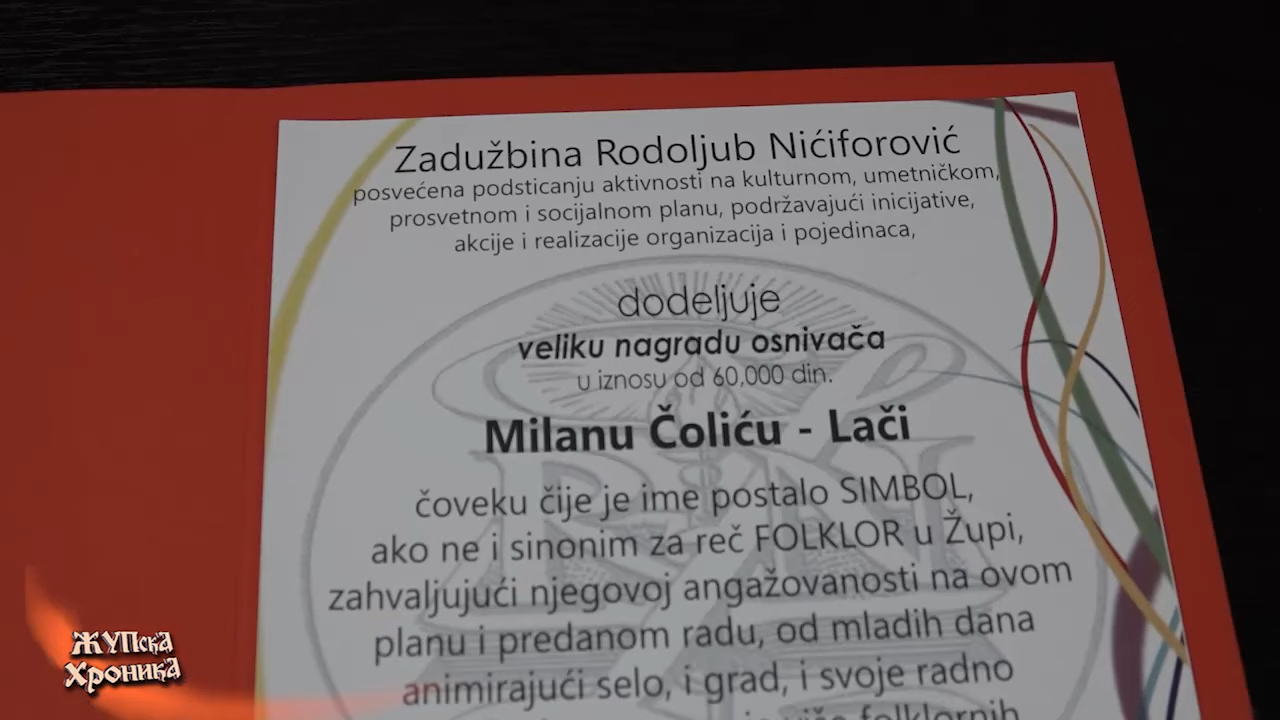 Zadužbina Rodoljub Nićiforović
posvećena podsticanju aktivnosti na kulturnom, umetničkom,
prosvetnom i socijalnom planu, podržavajući inicijative,
akcije i realizacije organizacija i pojedinaca,
dodeljuje
veliku nagradu osnivača
u iznosu od 60,000 din.
Milanu Čoliću - Lači
čoveku čije je ime postalo SIMBOL,
ako ne i sinonim za reč FOLKLOR u Župi,
zahvaljujući njegovoj angažovanosti na ovom
planu i predanom radu, od mladih dana
animirajući selo, i grad, i svoje radno
više folklornih
ЖУПска
Хроника